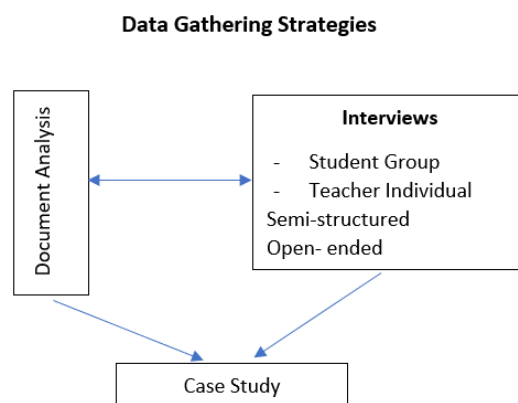 Data Gathering Strategies
Document Analysis
Interviews
- Student Group
- Teacher Individual
Semi-structured
Open- ended
Case Study